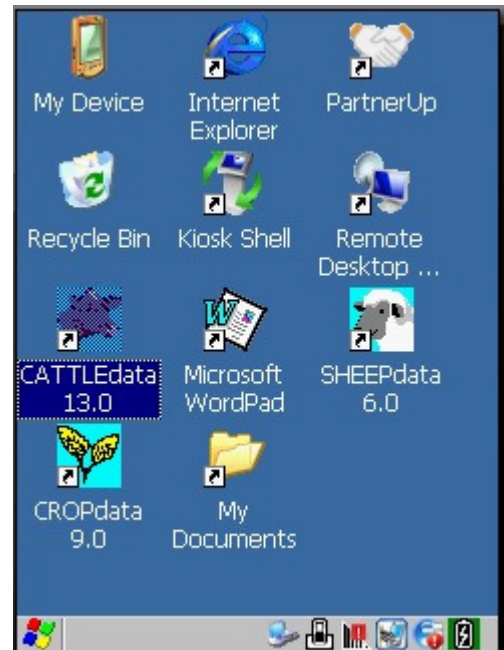 My Device
Internet
Explorer
PartnerUp
Recycle Bin
Kiosk Shell
Remote
Desktop ...
CATTLEdata
13.0
Microsoft
WordPad
SHEEPdata
6.0
CROPdata
9.0
My
Documents